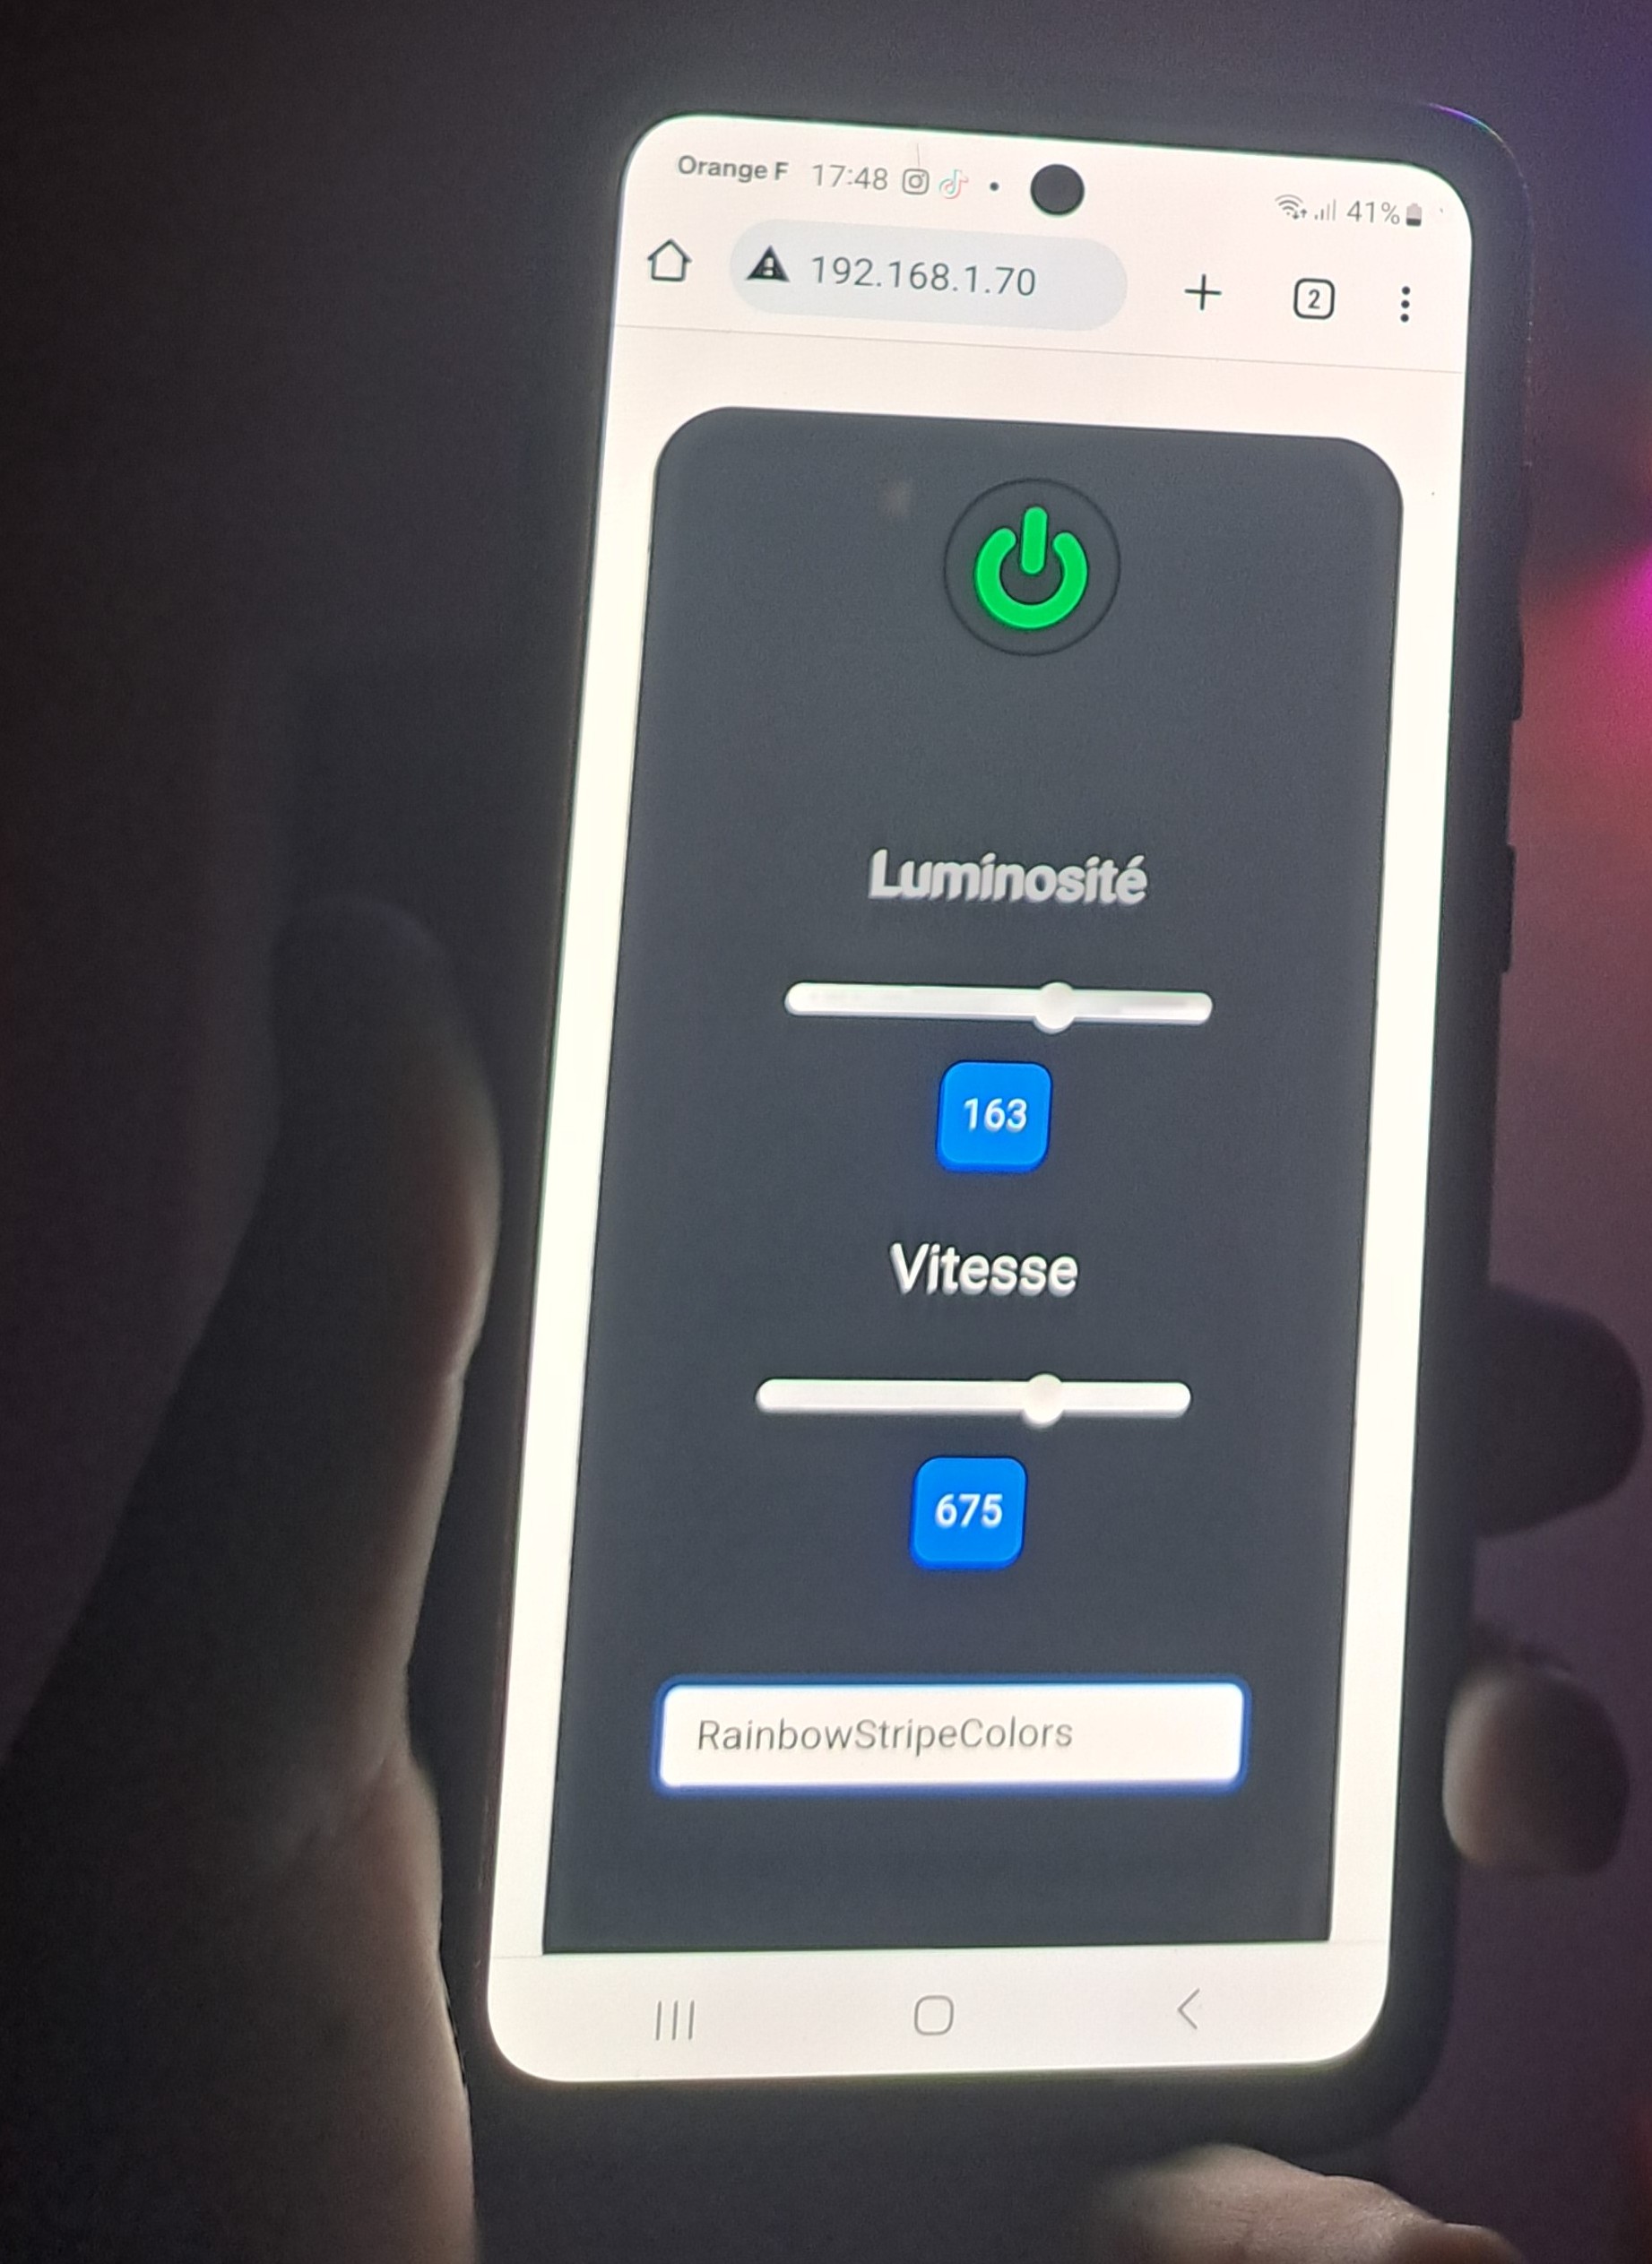 Orange F 17:48 41%
192.168.1.70 2
Luminosité
163
Vitesse
675
RainbowStripeColors